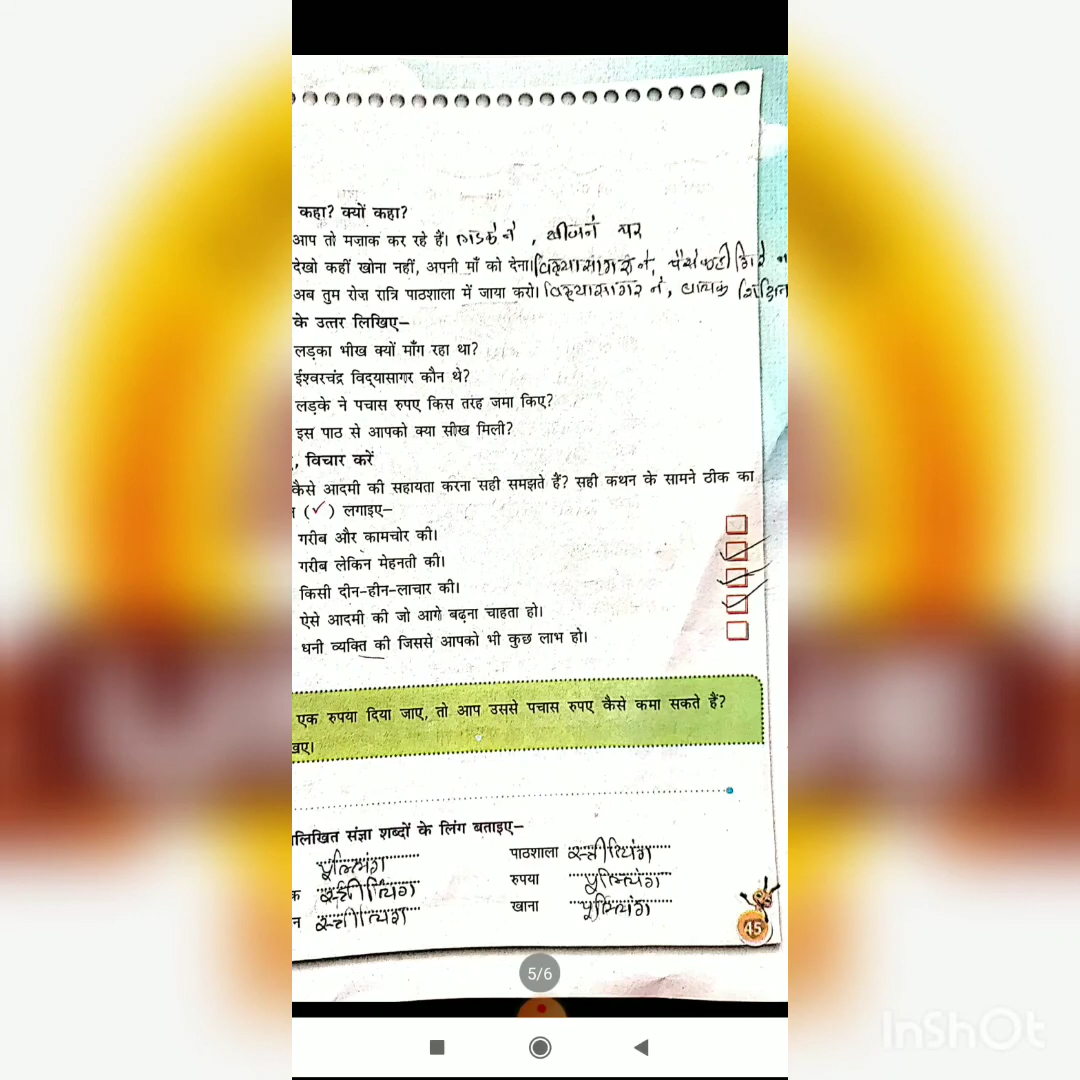 कहा? क्यों कहा?
आप तो मज़ाक कर रहे हैं। लडके ने,
देखो कहीं खोना नहीं, अपनी माँ को देना। विद्यासागर ने, पैसे कही गिरे
अब तुम रोज़ रात्रि पाठशाला में जाया करो। विद्यासागर ने,
के उत्तर लिखिए–
लड़का भीख क्यों माँग रहा था?
ईश्वरचंद्र विद्यासागर कौन थे?
लड़के ने पचास रुपए किस तरह जमा किए?
इस पाठ से आपको क्या सीख मिली?
, विचार करें
कैसे आदमी की सहायता करना सही समझते हैं? सही कथन के सामने ठीक का
(✓) लगाइए–
गरीब और कामचोर की।
गरीब लेकिन मेहनती की।
किसी दीन-हीन-लाचार की।
ऐसे आदमी की जो आगे बढ़ना चाहता हो।
धनी व्यक्ति की जिससे आपको भी कुछ लाभ हो।
एक रुपया दिया जाए, तो आप उससे पचास रुपए कैसे कमा सकते हैं?
खिए।
लिखित संज्ञा शब्दों के लिंग बताइए–
पुल्लिंग पाठशाला स्त्रीलिंग
क स्त्रीलिंग रुपया पुल्लिंग
न स्त्रीलिंग खाना पुल्लिंग
45
5/6
InShOt